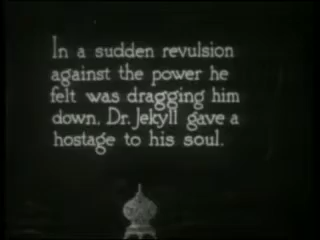 In a sudden revulsion
against the power he
felt was dragging him
down, Dr. Jekyll gave a
hostage to his soul.